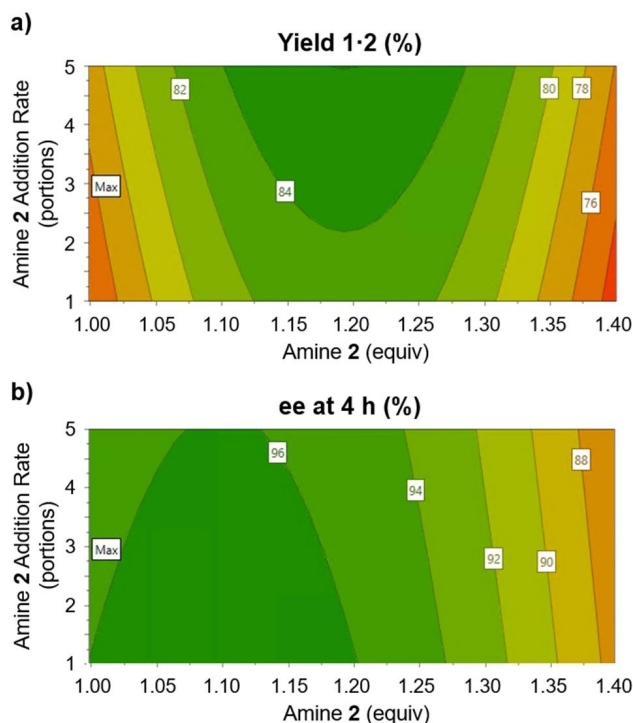 a)
Yield 1·2 (%)
Amine 2 Addition Rate
(portions)
5
4
3
2
1
82
80
78
Max
84
76
1.00 1.05 1.10 1.15 1.20 1.25 1.30 1.35 1.40
Amine 2 (equiv)
b)
ee at 4 h (%)
Amine 2 Addition Rate
(portions)
5
4
3
2
1
96
88
94
Max
92
90
1.00 1.05 1.10 1.15 1.20 1.25 1.30 1.35 1.40
Amine 2 (equiv)